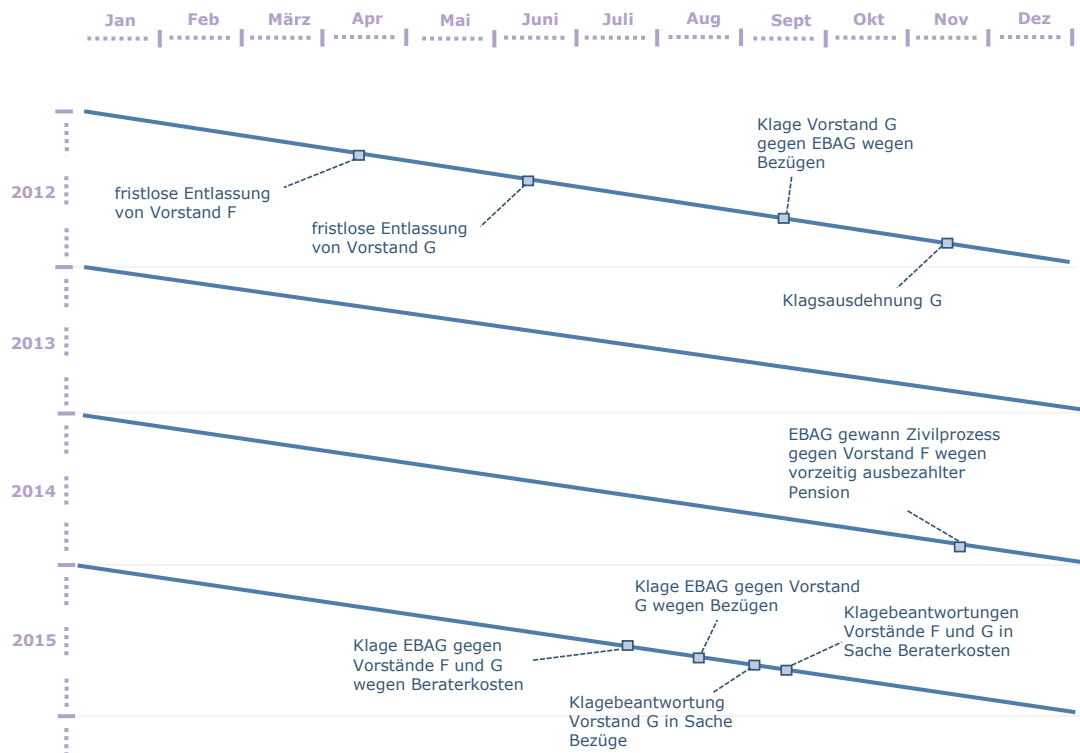 Jan Feb März Apr Mai Juni Juli Aug Sept Okt Nov Dez
2012
fristlose Entlassung
von Vorstand F
fristlose Entlassung
von Vorstand G
Klage Vorstand G
gegen EBAG wegen
Bezügen
Klagsausdehnung G
2013
2014
EBAG gewann Zivilprozess
gegen Vorstand F wegen
vorzeitig ausbezahlter
Pension
2015
Klage EBAG gegen
Vorstände F und G
wegen Beraterkosten
Klage EBAG gegen Vorstand
G wegen Bezügen
Klagebeantwortung
Vorstand G in Sache
Bezüge
Klagebeantwortungen
Vorstände F und G in
Sache Beraterkosten